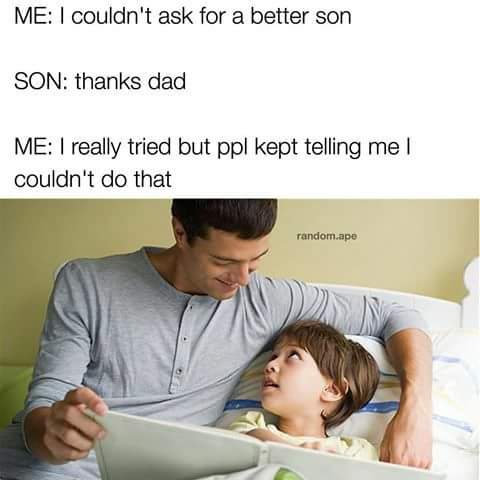 ME: I couldn't ask for a better son
SON: thanks dad
ME: I really tried but ppl kept telling me I
couldn't do that
random.ape